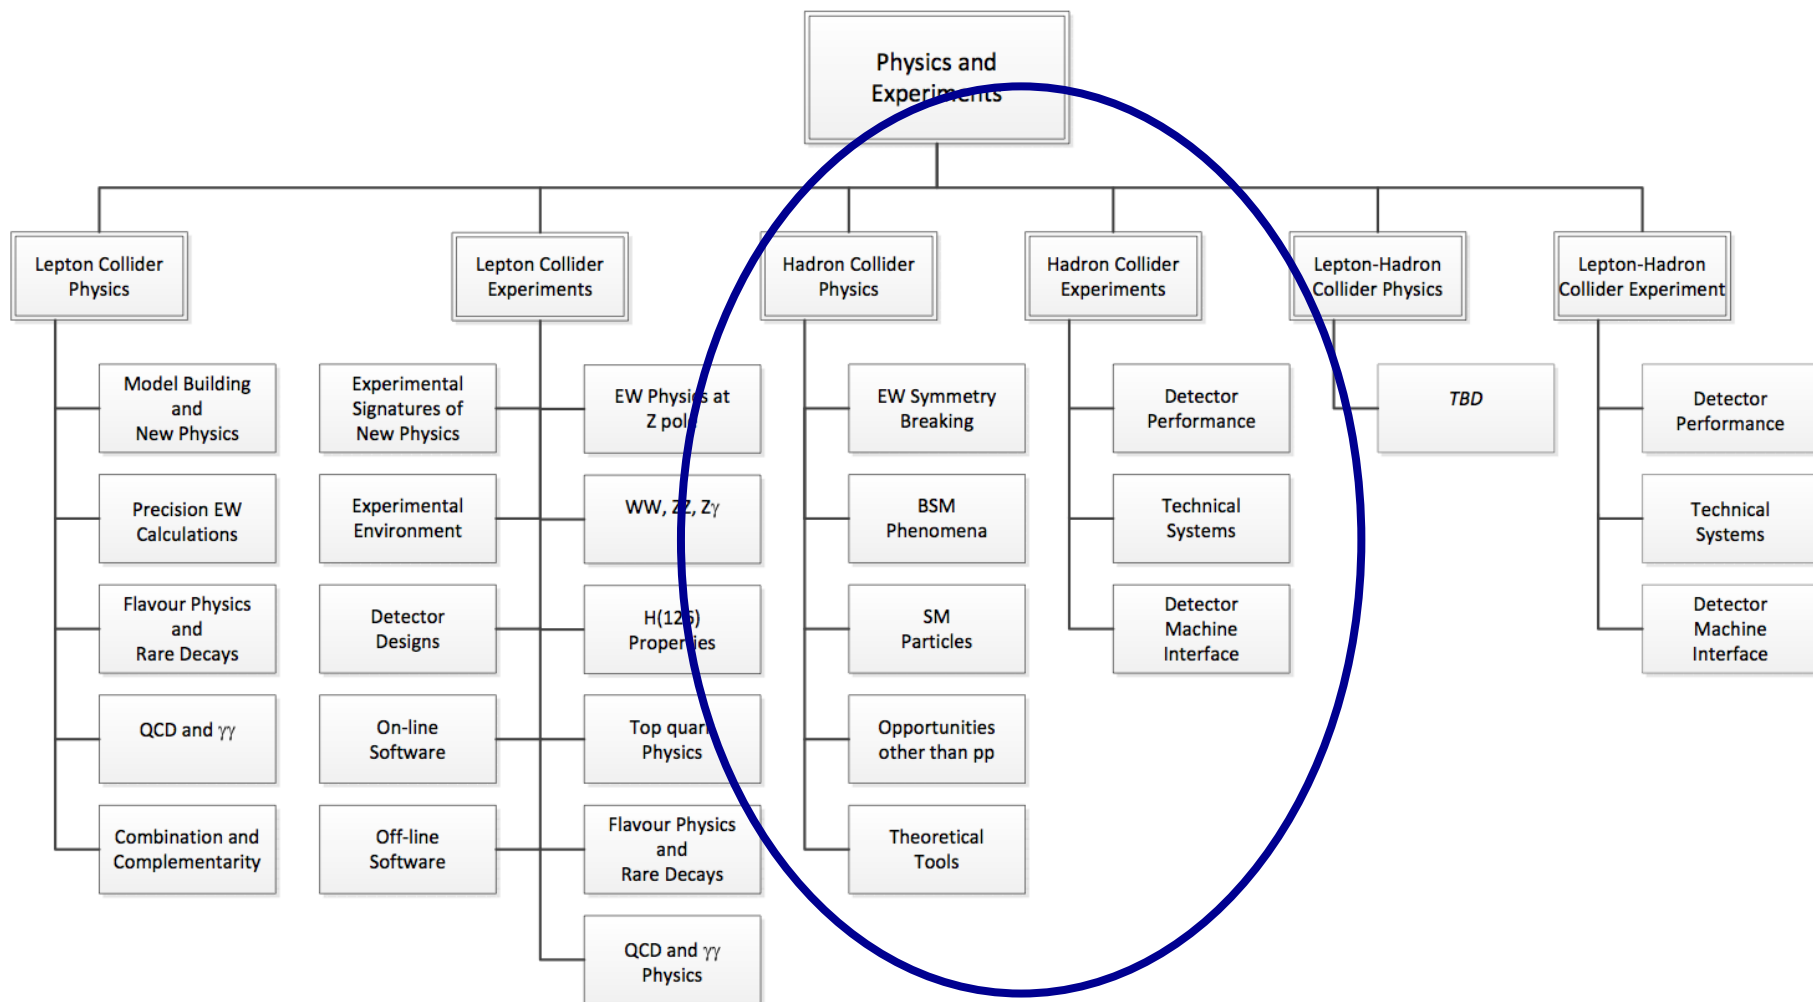 Physics and
Experiments
Lepton Collider
Physics
Lepton Collider
Experiments
Hadron Collider
Physics
Hadron Collider
Experiments
Lepton-Hadron
Collider Physics
Lepton-Hadron
Collider Experiment
Model Building
and
New Physics
Precision EW
Calculations
Flavour Physics
and
Rare Decays
QCD and γγ
Combination and
Complementarity
Experimental
Signatures of
New Physics
Experimental
Environment
Detector
Designs
On-line
Software
Off-line
Software
EW Physics at
Z pole
WW, ZZ, Zγ
H(126)
Properties
Top quark
Physics
Flavour Physics
and
Rare Decays
QCD and γγ
Physics
EW Symmetry
Breaking
BSM
Phenomena
SM
Particles
Opportunities
other than pp
Theoretical
Tools
Detector
Performance
Technical
Systems
Detector
Machine
Interface
TBD
Detector
Performance
Technical
Systems
Detector
Machine
Interface